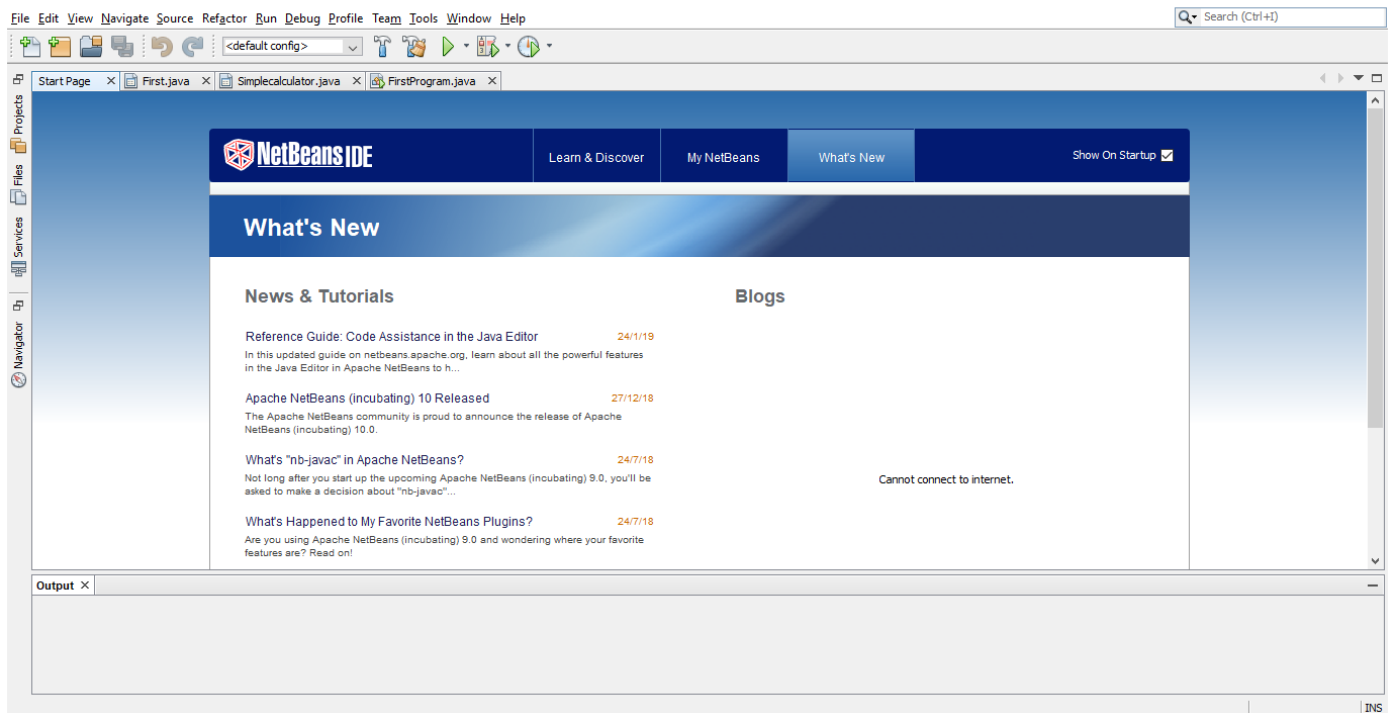 File Edit View Navigate Source Refactor Run Debug Profile Team Tools Window Help
Search (Ctrl+I)
<default config>
Start Page First.java Simplecalculator.java FirstProgram.java
Projects
Files
Services
Navigator
NetBeans IDE
Learn & Discover
My NetBeans
What's New
Show On Startup
What's New
News & Tutorials
Reference Guide: Code Assistance in the Java Editor 24/1/19
In this updated guide on netbeans.apache.org, learn about all the powerful features
in the Java Editor in Apache NetBeans to h...
Apache NetBeans (incubating) 10 Released 27/12/18
The Apache NetBeans community is proud to announce the release of Apache
NetBeans (incubating) 10.0.
What's "nb-javac" in Apache NetBeans? 24/7/18
Not long after you start up the upcoming Apache NetBeans (incubating) 9.0, you'll be
asked to make a decision about "nb-javac"...
What's Happened to My Favorite NetBeans Plugins? 24/7/18
Are you using Apache NetBeans (incubating) 9.0 and wondering where your favorite
features are? Read on!
Blogs
Cannot connect to internet.
Output
INS